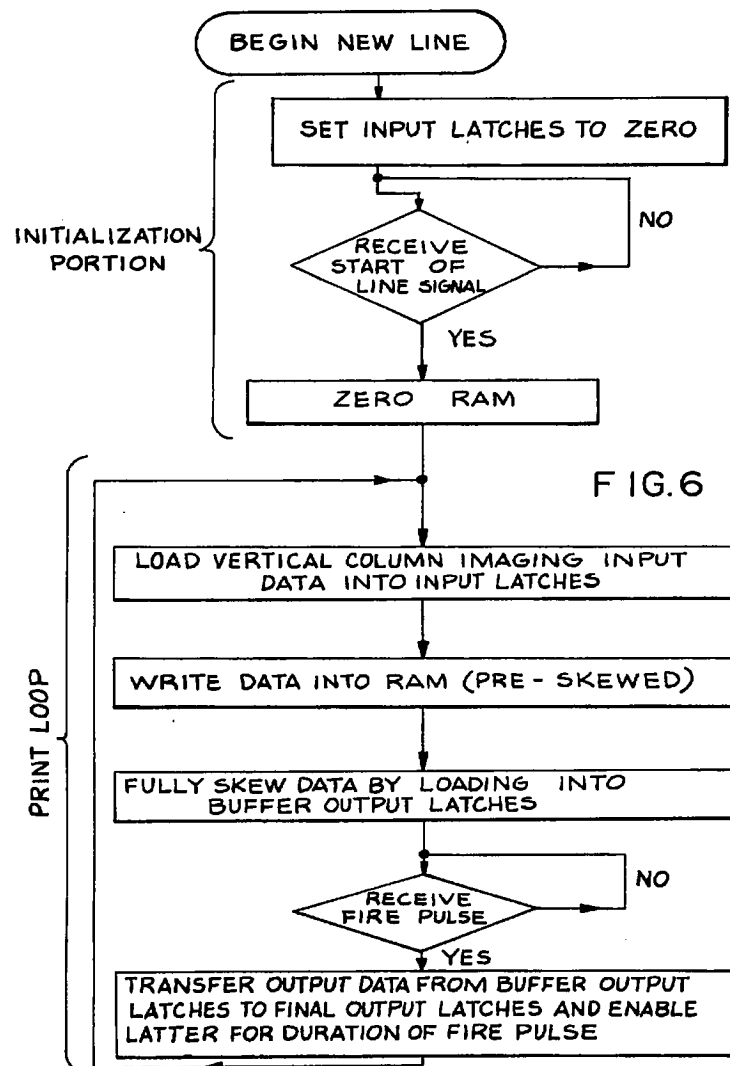 BEGIN NEW LINE
SET INPUT LATCHES TO ZERO
NO
INITIALIZATION
PORTION
RECEIVE
START OF
LINE SIGNAL
YES
ZERO RAM
FIG.6
LOAD VERTICAL COLUMN IMAGING INPUT
DATA INTO INPUT LATCHES
PRINT LOOP
WRITE DATA INTO RAM (PRE-SKEWED)
FULLY SKEW DATA BY LOADING INTO
BUFFER OUTPUT LATCHES
NO
RECEIVE
FIRE PULSE
YES
TRANSFER OUTPUT DATA FROM BUFFER OUTPUT
LATCHES TO FINAL OUTPUT LATCHES AND ENABLE
LATTER FOR DURATION OF FIRE PULSE